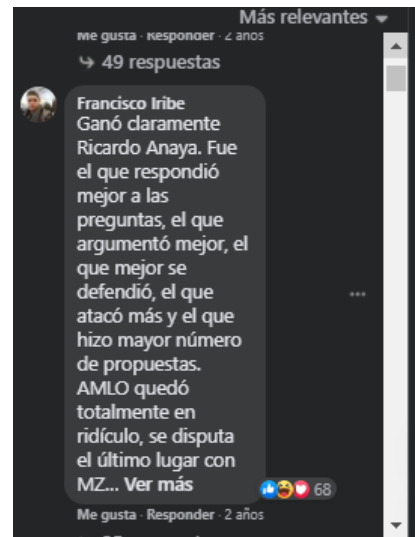 Más relevantes
Me gusta · Responder · 2 años
49 respuestas
Francisco Iribe
Ganó claramente
Ricardo Anaya. Fue
el que respondió
mejor a las
preguntas, el que
argumentó mejor, el
que mejor se
defendió, el que
atacó más y el que
hizo mayor número
de propuestas.
AMLO quedó
totalmente en
ridículo, se disputa
el último lugar con
MZ... Ver más
68
Me gusta · Responder · 2 años